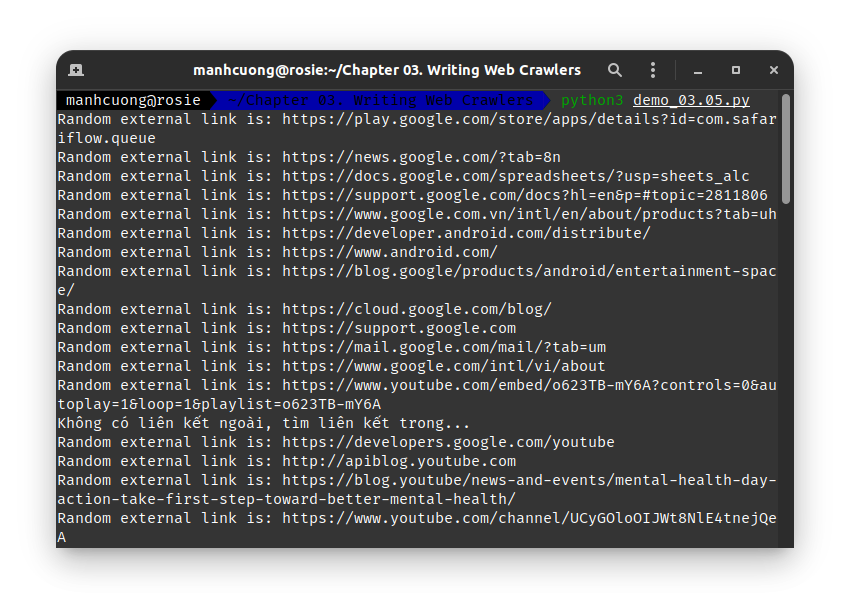 manhcuong@rosie:~/Chapter 03. Writing Web Crawlers
manhcuong@rosie ~/Chapter 03. Writing Web Crawlers python3 demo_03.05.py
Random external link is: https://play.google.com/store/apps/details?id=com.safar
iflow.queue
Random external link is: https://news.google.com/?tab=8n
Random external link is: https://docs.google.com/spreadsheets/?usp=sheets_alc
Random external link is: https://support.google.com/docs?hl=en&p=#topic=2811806
Random external link is: https://www.google.com.vn/intl/en/about/products?tab=uh
Random external link is: https://developer.android.com/distribute/
Random external link is: https://www.android.com/
Random external link is: https://blog.google/products/android/entertainment-spac
e/
Random external link is: https://cloud.google.com/blog/
Random external link is: https://support.google.com
Random external link is: https://mail.google.com/mail/?tab=um
Random external link is: https://www.google.com/intl/vi/about
Random external link is: https://www.youtube.com/embed/o623TB-mY6A?controls=0&au
toplay=1&loop=1&playlist=o623TB-mY6A
Không có liên kết ngoài, tìm liên kết trong...
Random external link is: https://developers.google.com/youtube
Random external link is: http://apiblog.youtube.com
Random external link is: https://blog.youtube/news-and-events/mental-health-day-
action-take-first-step-toward-better-mental-health/
Random external link is: https://www.youtube.com/channel/UCyGOloOIJWt8NlE4tnejQe
A